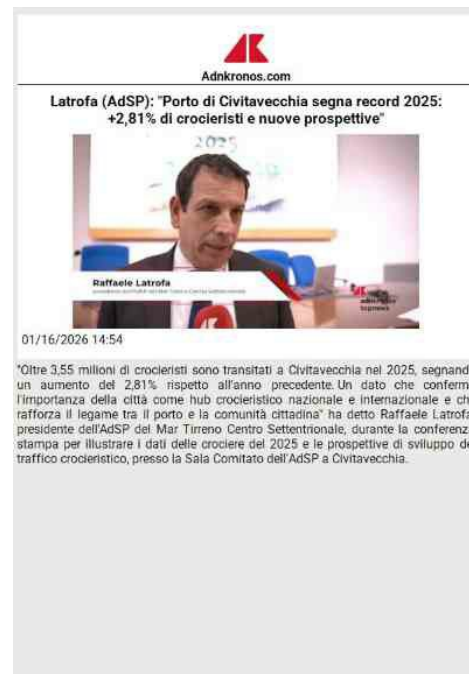 Adnkronos.com
Latrofa (AdSP): "Porto di Civitavecchia segna record 2025:
+2,81% di crocieristi e nuove prospettive"
2025
Raffaele Latrofa
adnkronos
topnews
01/16/2026 14:54
"Oltre 3,55 milioni di crocieristi sono transitati a Civitavecchia nel 2025, segnand
un aumento del 2,81% rispetto all'anno precedente. Un dato che conferm
l'importanza della città come hub crocieristico nazionale e internazionale e ch
rafforza il legame tra il porto e la comunità cittadina" ha detto Raffaele Latrofa
presidente dell'AdSP del Mar Tirreno Centro Settentrionale, durante la conferenz
stampa per illustrare i dati delle crociere del 2025 e le prospettive di sviluppo de
traffico crocieristico, presso la Sala Comitato dell'AdSP a Civitavecchia.